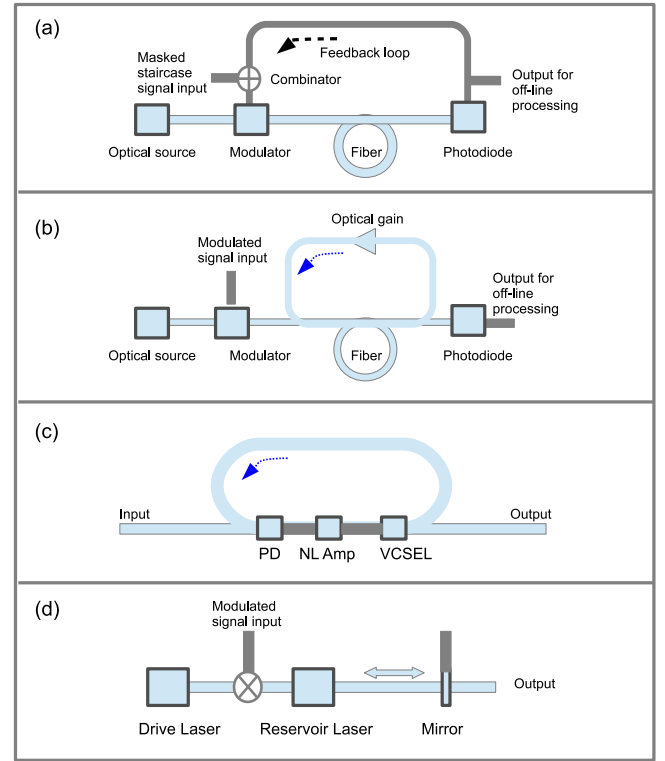 (a)
Feedback loop
Masked
staircase
signal input
Combinator
Output for
off-line
processing
Optical source
Modulator
Fiber
Photodiode
(b)
Optical gain
Modulated
signal input
Output for
off-line
processing
Optical source
Modulator
Fiber
Photodiode
(c)
Input
Output
PD
NL Amp
VCSEL
(d)
Modulated
signal input
Output
Drive Laser
Reservoir Laser
Mirror